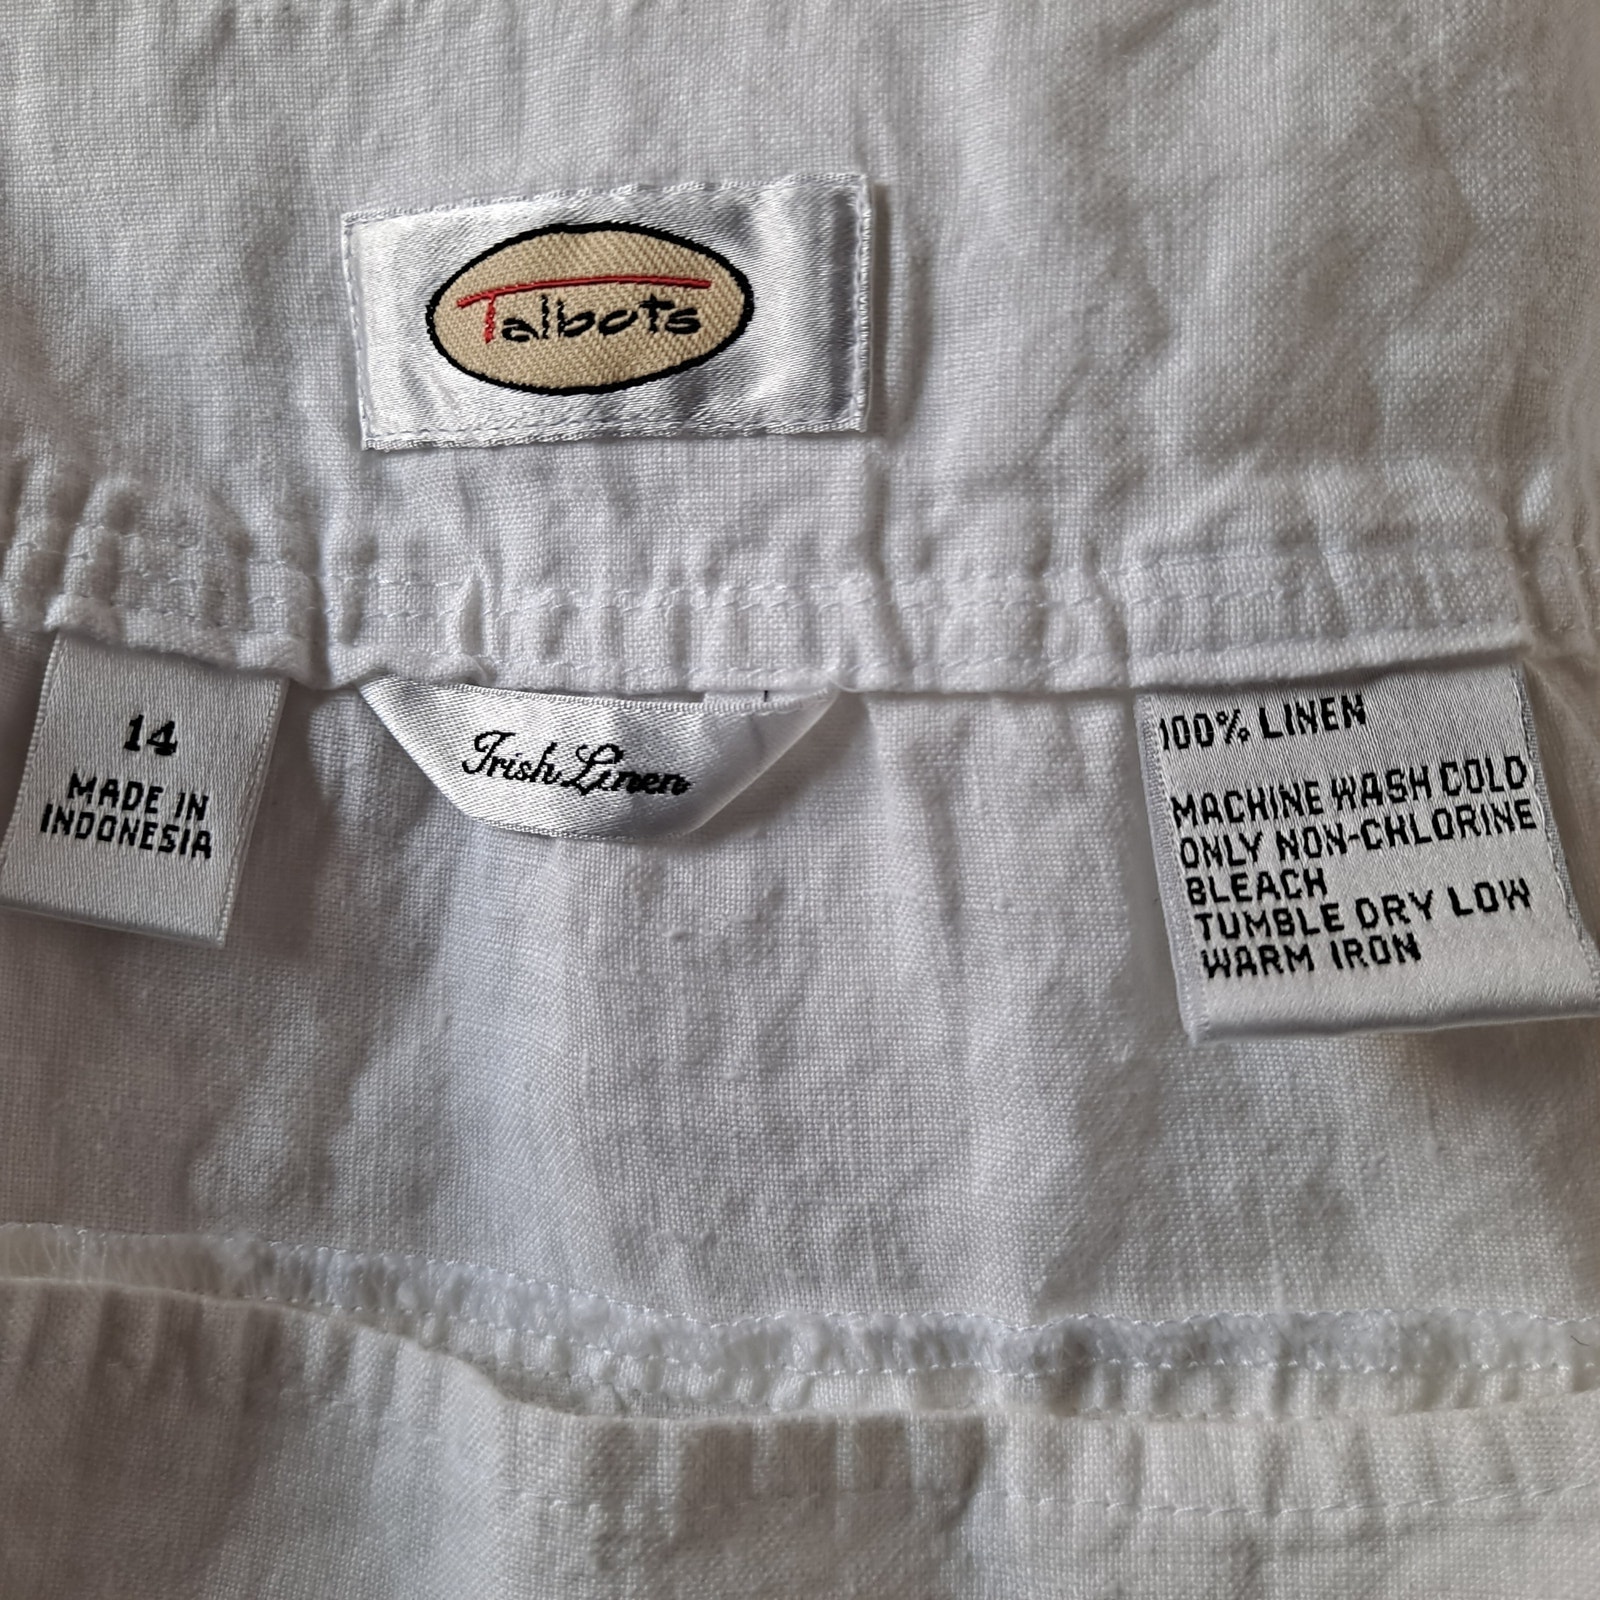 Talbots
14
MADE IN
INDONESIA
Irish Linen
100% LINEN
MACHINE WASH COLD
ONLY NON-CHLORINE
BLEACH
TUMBLE DRY LOW
WARM IRON